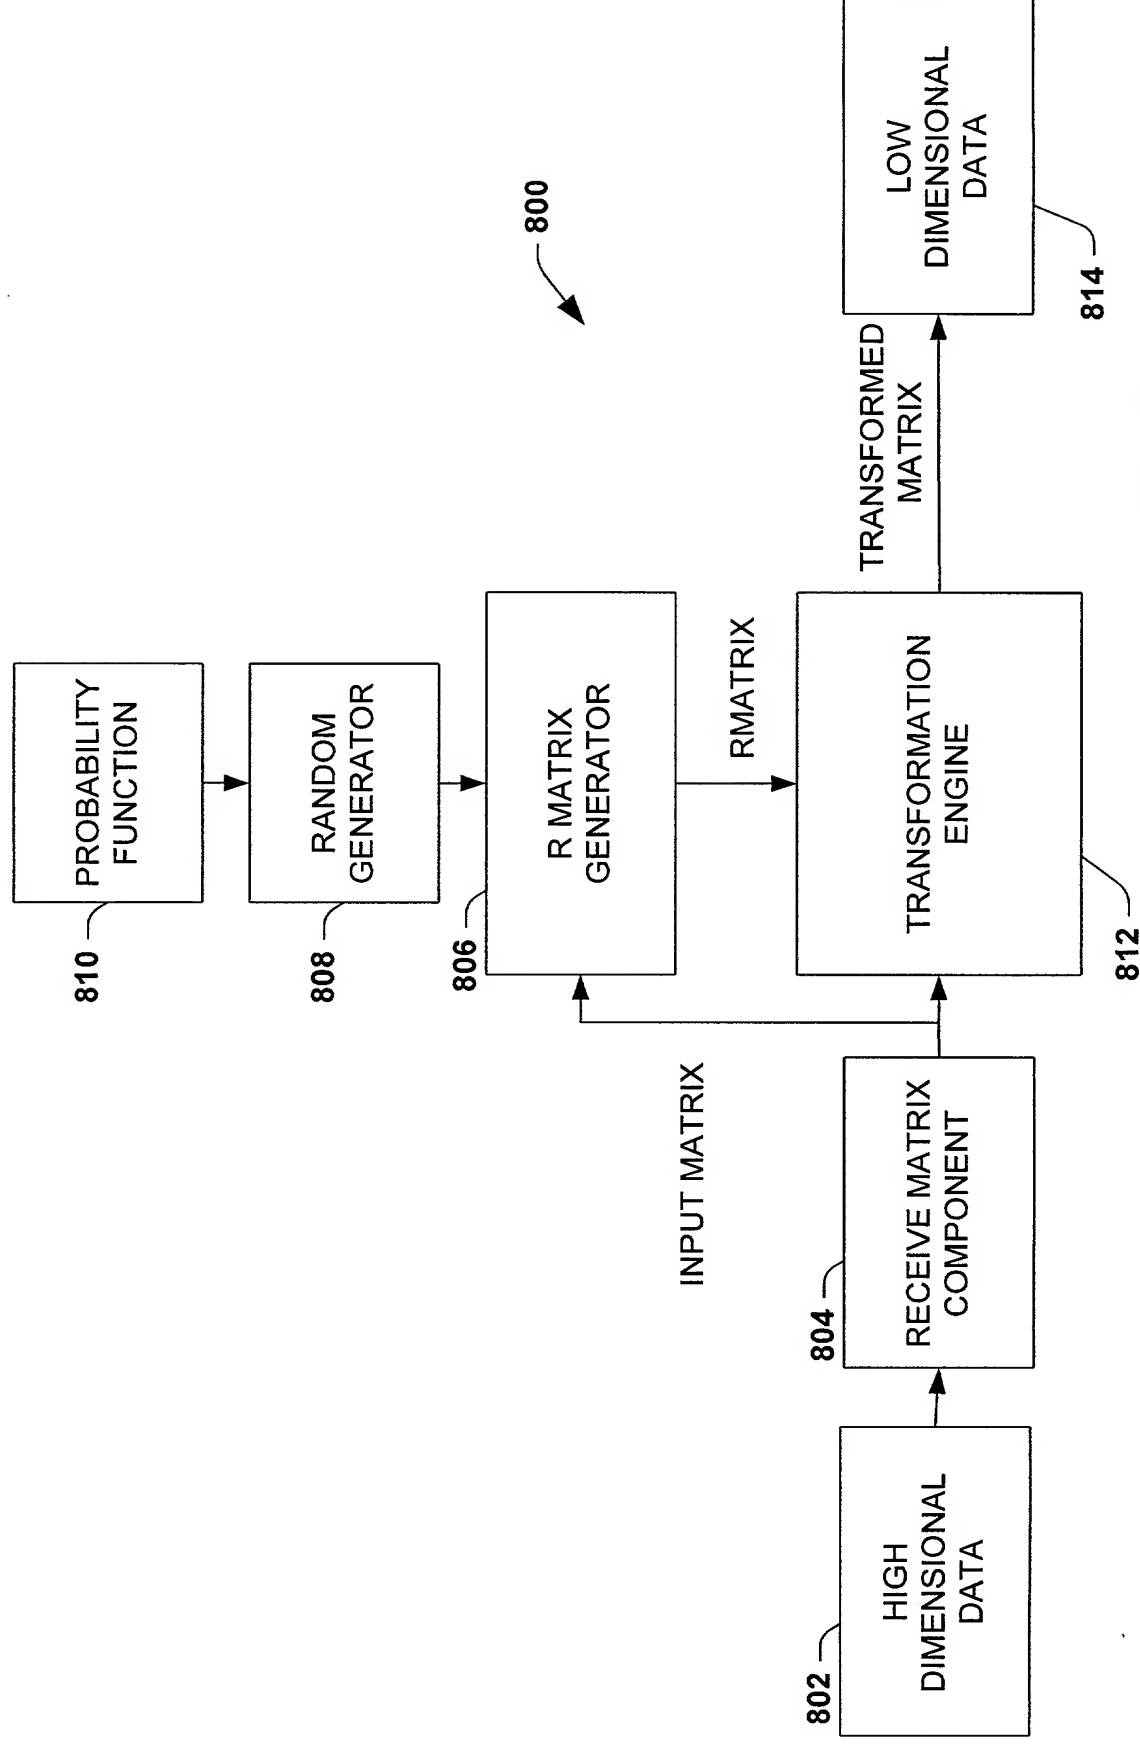 810
PROBABILITY
FUNCTION
808
RANDOM
GENERATOR
800
806
R MATRIX
GENERATOR
INPUT MATRIX
RMATRIX
802
HIGH
DIMENSIONAL
DATA
804
RECEIVE MATRIX
COMPONENT
TRANSFORMATION
ENGINE
812
TRANSFORMED
MATRIX
LOW
DIMENSIONAL
DATA
814